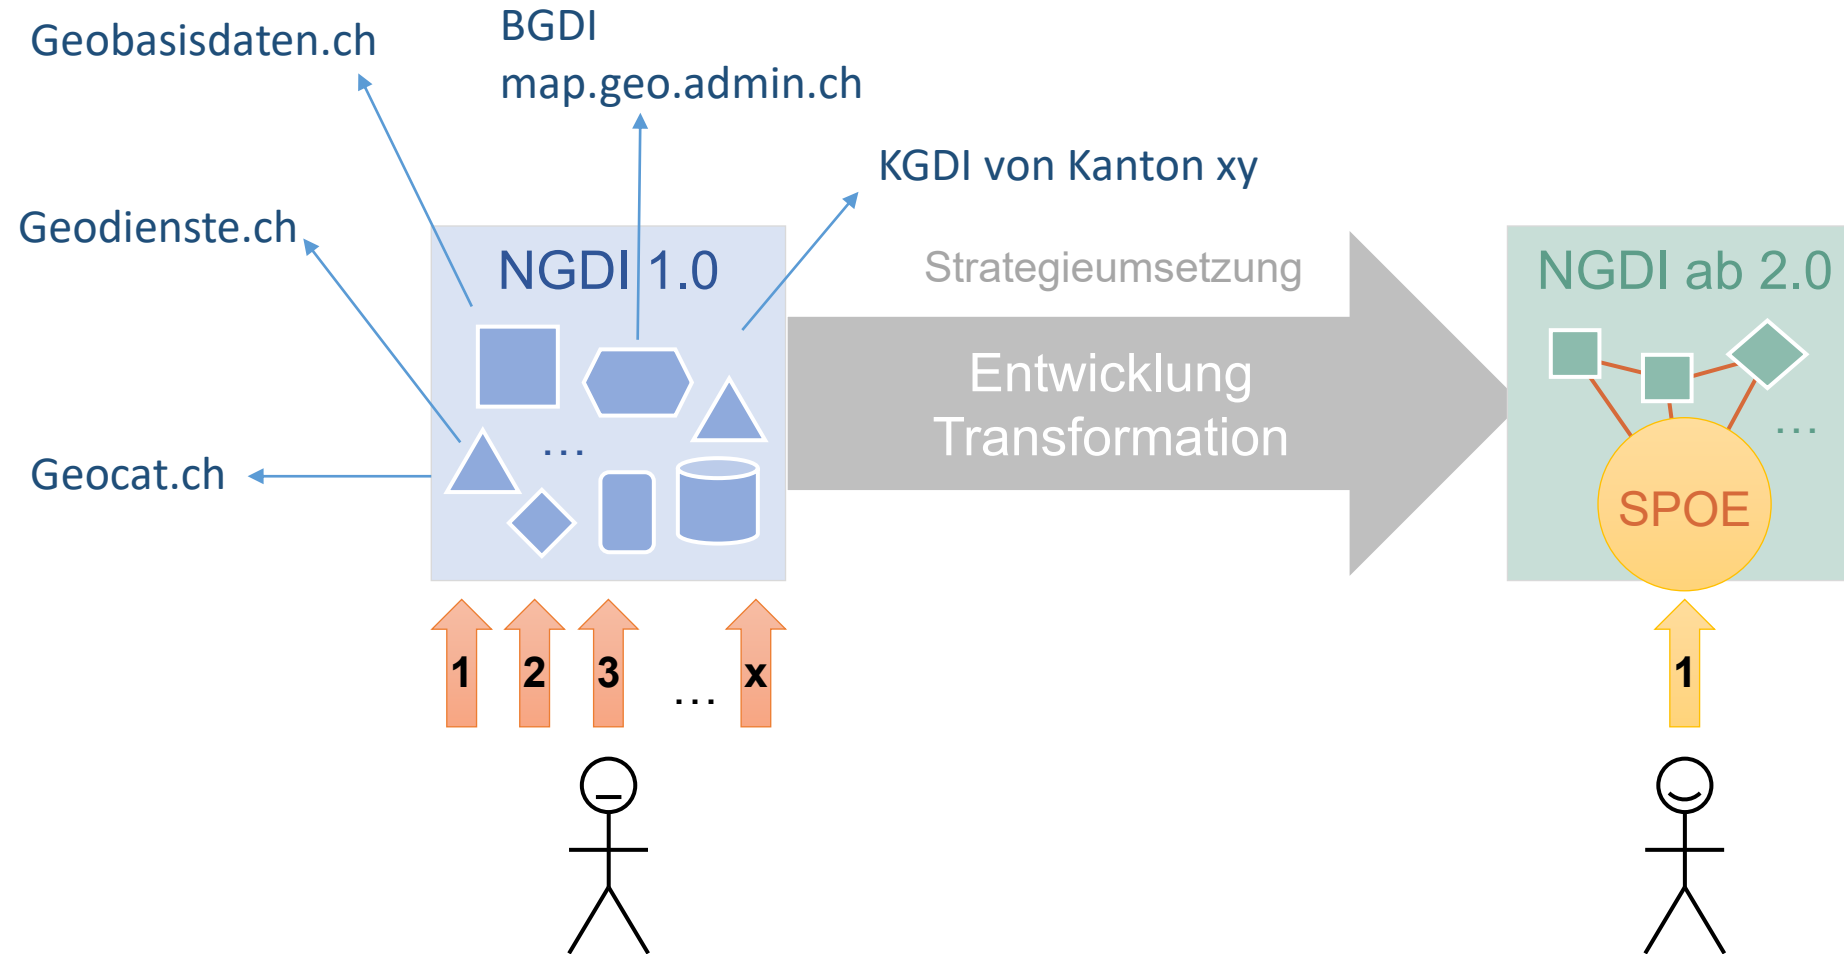 Geobasisdaten.ch
BGDI
map.geo.admin.ch
KGDI von Kanton xy
Geodienste.ch
Geocat.ch
NGDI 1.0
…
Strategieumsetzung
Entwicklung
Transformation
NGDI ab 2.0
…
SPOE
1
2
3
…
x
1